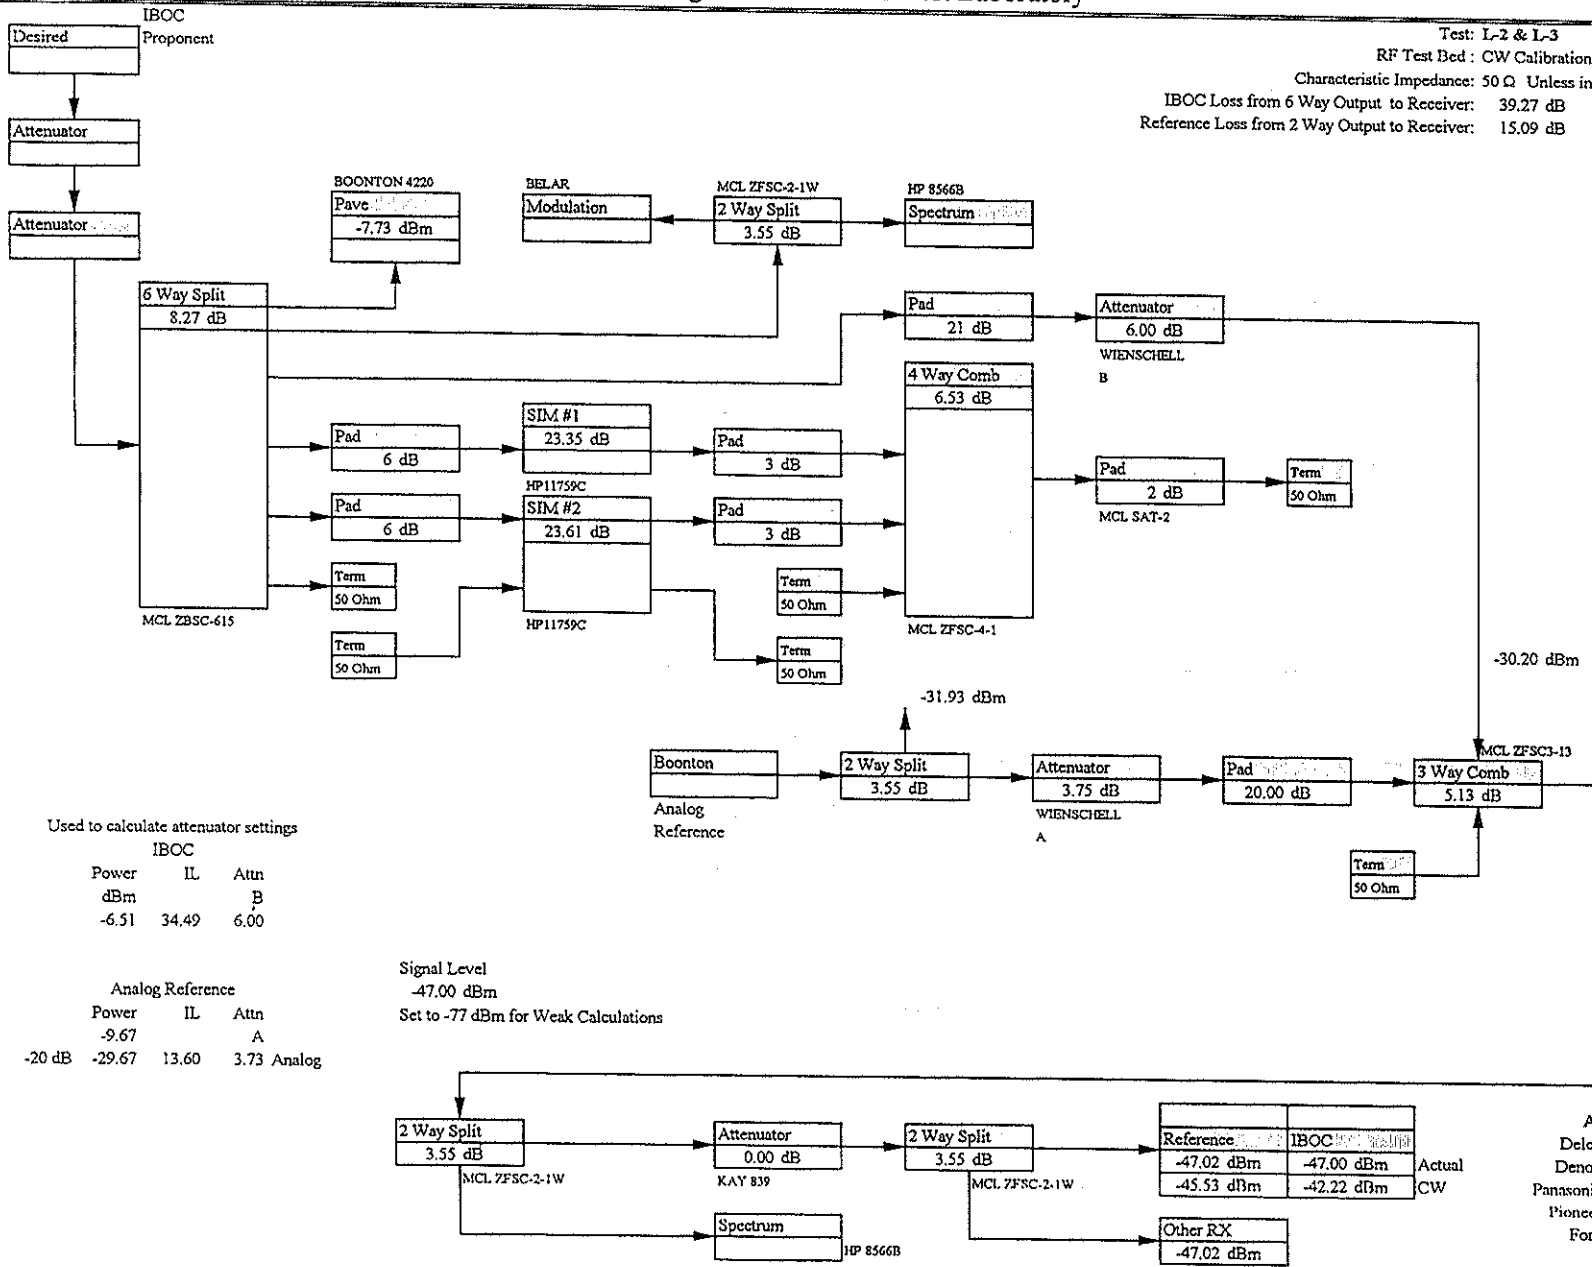 Laboratory
IBOC
Proponent
Desired
Attenuator
Attenuator
Test: L-2 & L-3
RF Test Bed : CW Calibration
Characteristic Impedance: 50 Ω Unless in
IBOC Loss from 6 Way Output to Receiver: 39.27 dB
Reference Loss from 2 Way Output to Receiver: 15.09 dB
BOONTON 4220
Pave
-7.73 dBm
BELAR
Modulation
MCL ZFSC-2-1W
2 Way Split
3.55 dB
HP 8566B
Spectrum
6 Way Split
8.27 dB
MCL ZBSC-615
Pad
21 dB
Attenuator
6.00 dB
WIENSCHELL
B
4 Way Comb
6.53 dB
MCL ZFSC-4-1
Pad
6 dB
SIM #1
23.35 dB
HP11759C
Pad
3 dB
Pad
6 dB
SIM #2
23.61 dB
HP11759C
Pad
3 dB
Pad
2 dB
MCL SAT-2
Term
50 Ohm
Term
50 Ohm
Term
50 Ohm
Term
50 Ohm
Term
50 Ohm
-30.20 dBm
-31.93 dBm
Boonton
Analog
Reference
2 Way Split
3.55 dB
Attenuator
3.75 dB
WIENSCHELL
A
Pad
20.00 dB
MCL ZFSC3-13
3 Way Comb
5.13 dB
Term
50 Ohm
Used to calculate attenuator settings
IBOC
Power IL Attn
dBm B
-6.51 34.49 6.00
Analog Reference
Power IL Attn
-9.67 A
-20 dB -29.67 13.60 3.73 Analog
Signal Level
-47.00 dBm
Set to -77 dBm for Weak Calculations
2 Way Split
3.55 dB
MCL ZFSC-2-1W
Attenuator
0.00 dB
KAY 839
2 Way Split
3.55 dB
MCL ZFSC-2-1W
Reference IBOC
-47.02 dBm -47.00 dBm Actual
-45.53 dBm -42.22 dBm CW
Spectrum
HP 8566B
Other RX
-47.02 dBm
A
Delc
Deno
Panasoni
Pionee
For